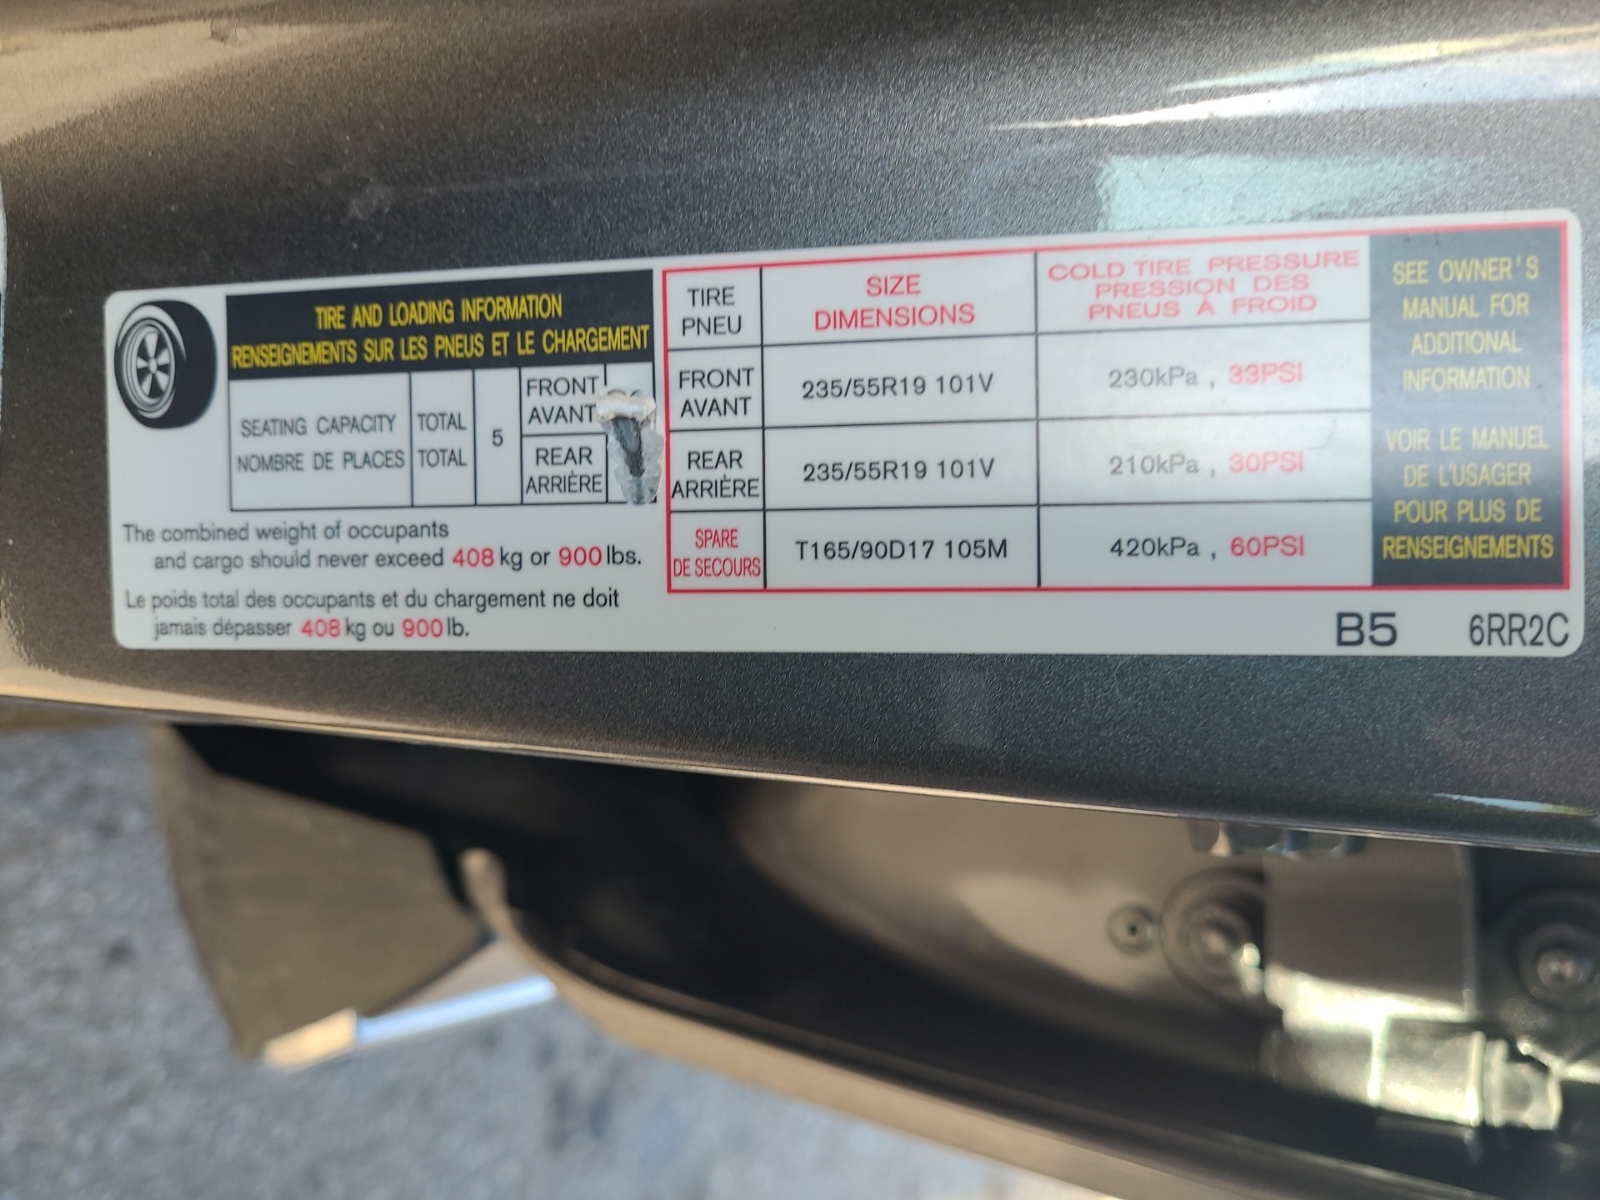 TIRE AND LOADING INFORMATION
RENSEIGNEMENTS SUR LES PNEUS ET LE CHARGEMENT
SEATING CAPACITY TOTAL
NOMBRE DE PLACES TOTAL
5
FRONT
AVANT
REAR
ARRIÈRE
The combined weight of occupants
and cargo should never exceed 408 kg or 900 lbs.
Le poids total des occupants et du chargement ne doit
jamais dépasser 408 kg ou 900 lb.
TIRE
PNEU
SIZE
DIMENSIONS
COLD TIRE PRESSURE
PRESSION DES
PNEUS À FROID
FRONT
AVANT
235/55R19 101V
230kPa , 33PSI
REAR
ARRIÈRE
235/55R19 101V
210kPa , 30PSI
SPARE
DE SECOURS
T165/90D17 105M
420kPa , 60PSI
SEE OWNER'S
MANUAL FOR
ADDITIONAL
INFORMATION
VOIR LE MANUEL
DE L'USAGER
POUR PLUS DE
RENSEIGNEMENTS
B5 6RR2C